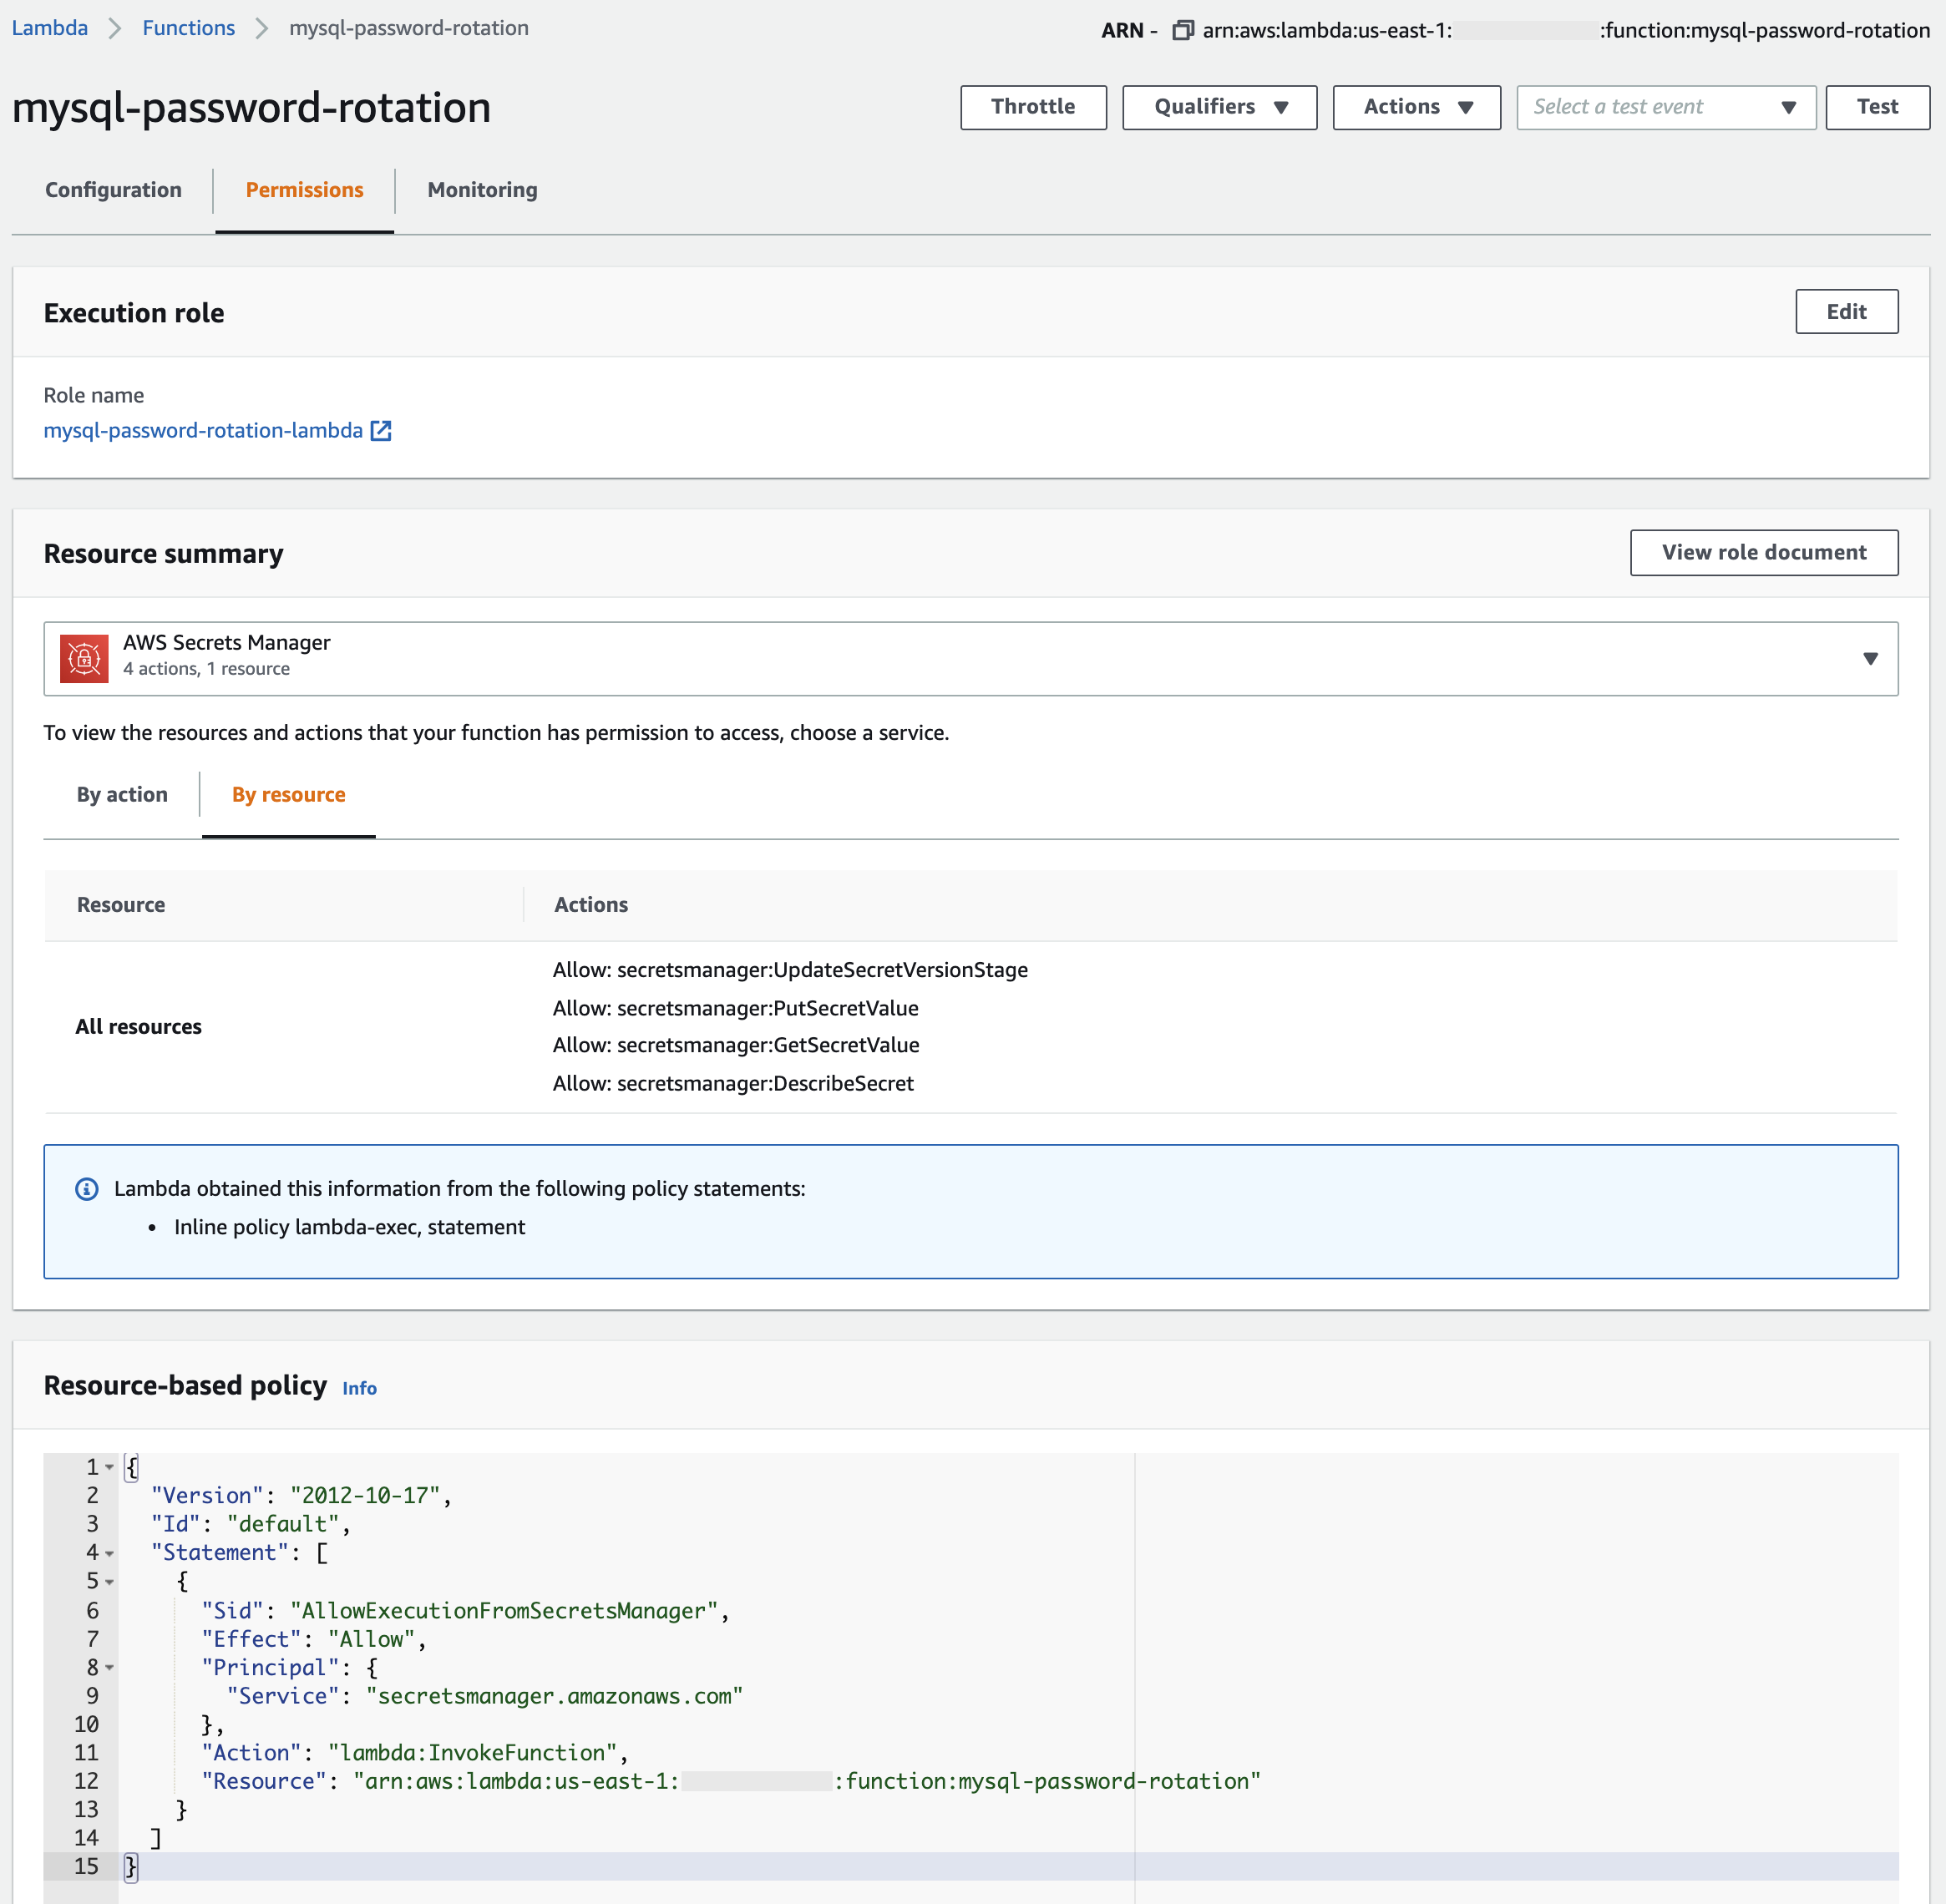 Lambda > Functions > mysql-password-rotation
ARN - arn:aws:lambda:us-east-1: :function:mysql-password-rotation
mysql-password-rotation
Throttle
Qualifiers
Actions
Select a test event
Test
Configuration
Permissions
Monitoring
Execution role
Edit
Role name
mysql-password-rotation-lambda
Resource summary
View role document
AWS Secrets Manager
4 actions, 1 resource
To view the resources and actions that your function has permission to access, choose a service.
By action
By resource
Resource
Actions
All resources
Allow: secretsmanager:UpdateSecretVersionStage
Allow: secretsmanager:PutSecretValue
Allow: secretsmanager:GetSecretValue
Allow: secretsmanager:DescribeSecret
Lambda obtained this information from the following policy statements:
• Inline policy lambda-exec, statement
Resource-based policy Info
1 {
2 "Version": "2012-10-17",
3 "Id": "default",
4 "Statement": [
5 {
6 "Sid": "AllowExecutionFromSecretsManager",
7 "Effect": "Allow",
8 "Principal": {
9 "Service": "secretsmanager.amazonaws.com"
10 },
11 "Action": "lambda:InvokeFunction",
12 "Resource": "arn:aws:lambda:us-east-1: :function:mysql-password-rotation"
13 }
14 ]
15 }